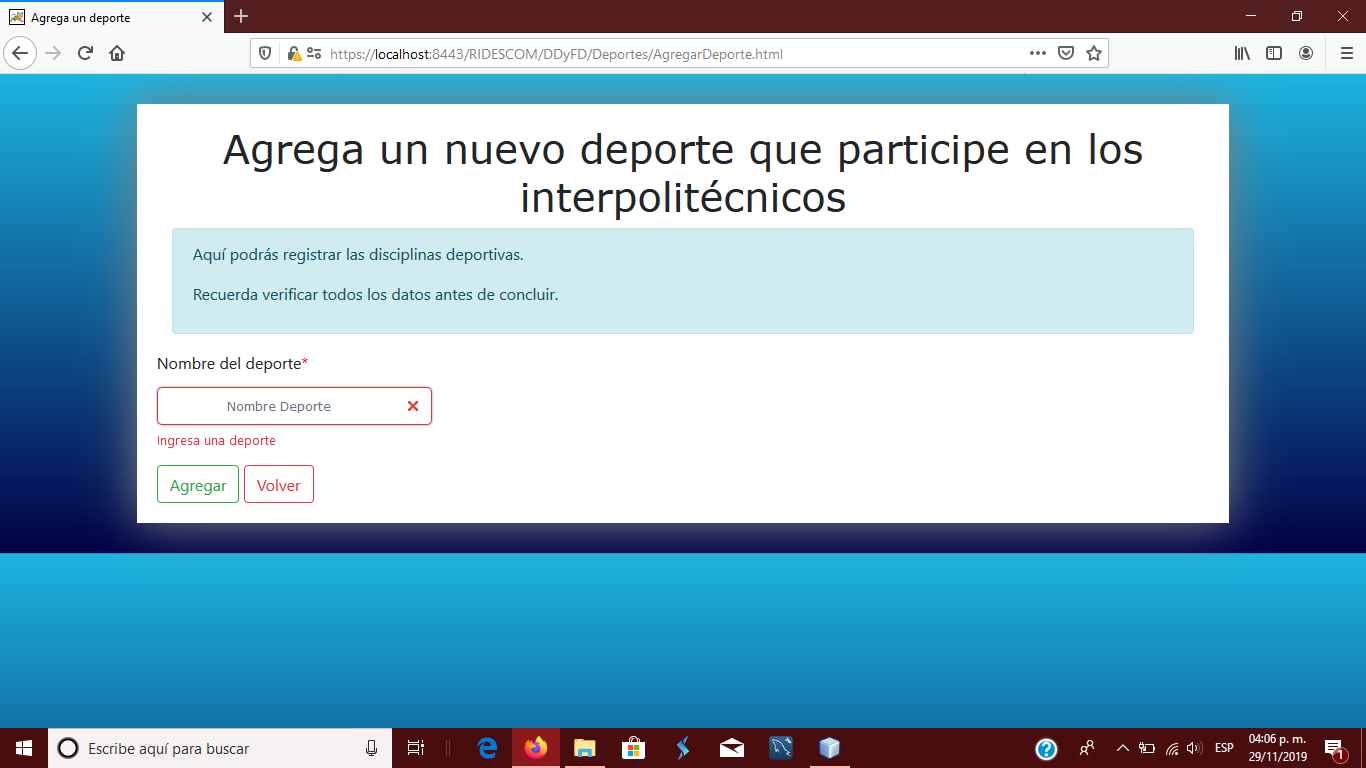 Agrega un deporte
https://localhost:8443/RIDESCOM/DDyFD/Deportes/AgregarDeporte.html
Agrega un nuevo deporte que participe en los
interpolitécnicos
Aquí podrás registrar las disciplinas deportivas.
Recuerda verificar todos los datos antes de concluir.
Nombre del deporte*
Nombre Deporte
Ingresa una deporte
Agregar Volver
Escribe aquí para buscar
ESP
04:06 p. m.
29/11/2019
1